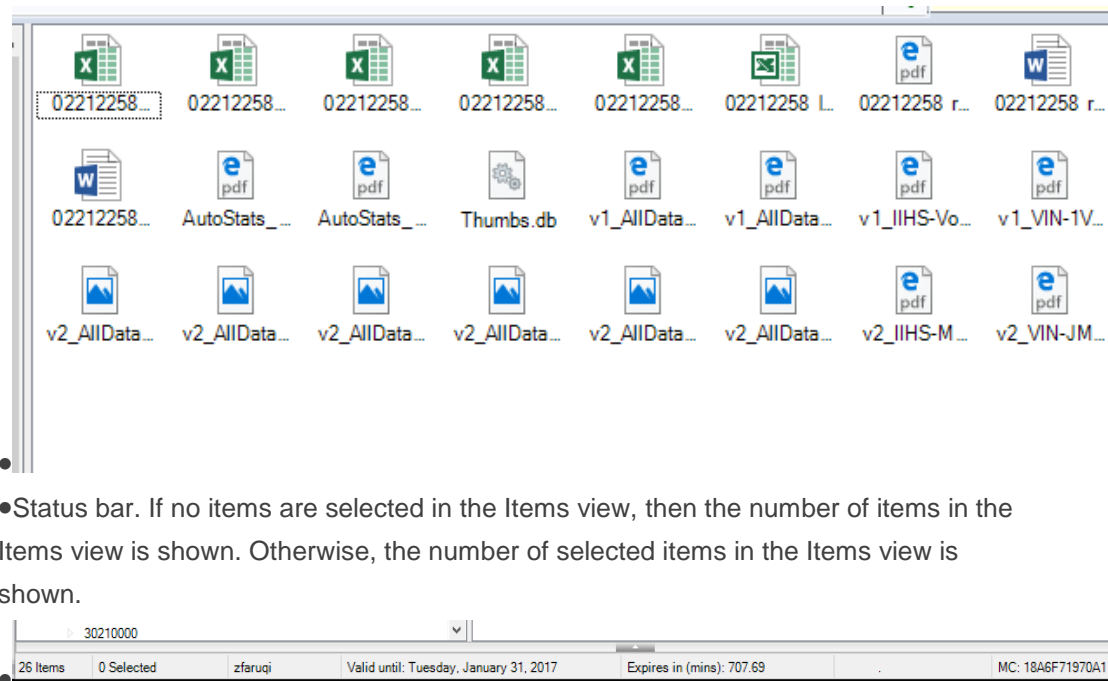 02212258... 02212258... 02212258... 02212258... 02212258... 02212258 l... 02212258 r... 02212258 r...
02212258... AutoStats_... AutoStats_... Thumbs.db v1_AllData... v1_AllData... v1_IIHS-Vo... v1_VIN-1V...
v2_AllData... v2_AllData... v2_AllData... v2_AllData... v2_AllData... v2_AllData... v2_IIHS-M... v2_VIN-JM...
•
•Status bar. If no items are selected in the Items view, then the number of items in the
Items view is shown. Otherwise, the number of selected items in the Items view is
shown.
30210000
26 Items 0 Selected zfaruqi Valid until: Tuesday, January 31, 2017 Expires in (mins): 707.69 . MC: 18A6F71970A1